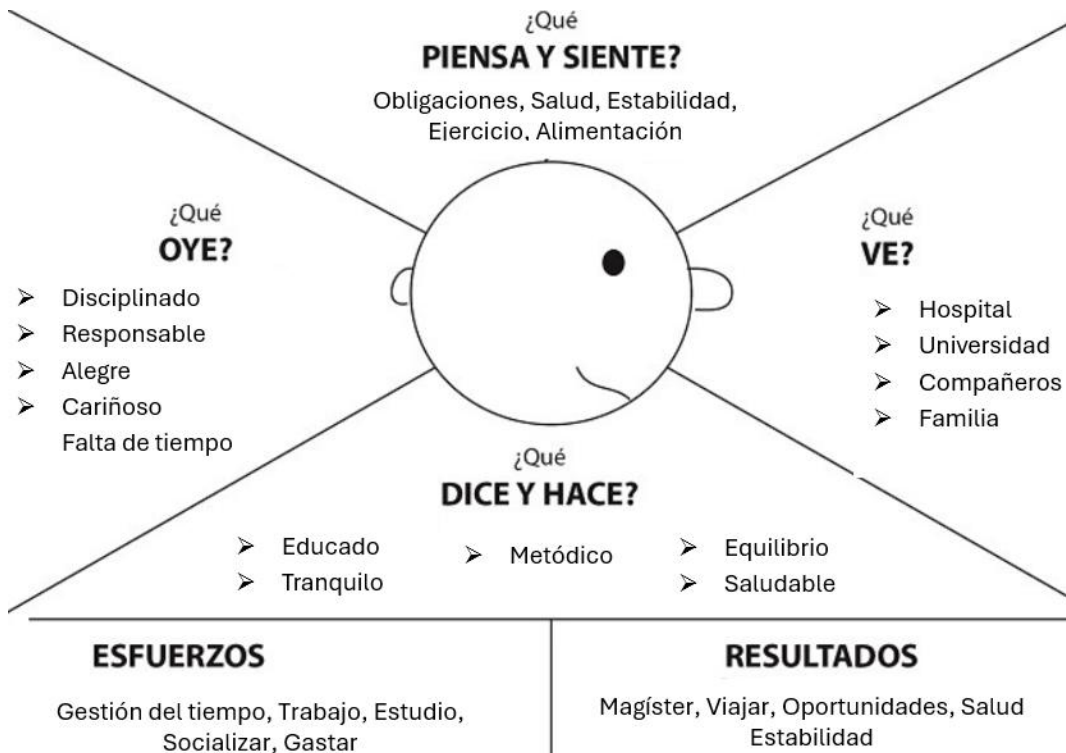 ¿Qué
PIENSA Y SIENTE?
Obligaciones, Salud, Estabilidad,
Ejercicio, Alimentación
¿Qué
OYE?
➢ Disciplinado
➢ Responsable
➢ Alegre
➢ Cariñoso
Falta de tiempo
¿Qué
VE?
➢ Hospital
➢ Universidad
➢ Compañeros
➢ Familia
¿Qué
DICE Y HACE?
➢ Educado
➢ Tranquilo
➢ Metódico
➢ Equilibrio
➢ Saludable
ESFUERZOS
Gestión del tiempo, Trabajo, Estudio,
Socializar, Gastar
RESULTADOS
Magíster, Viajar, Oportunidades, Salud
Estabilidad